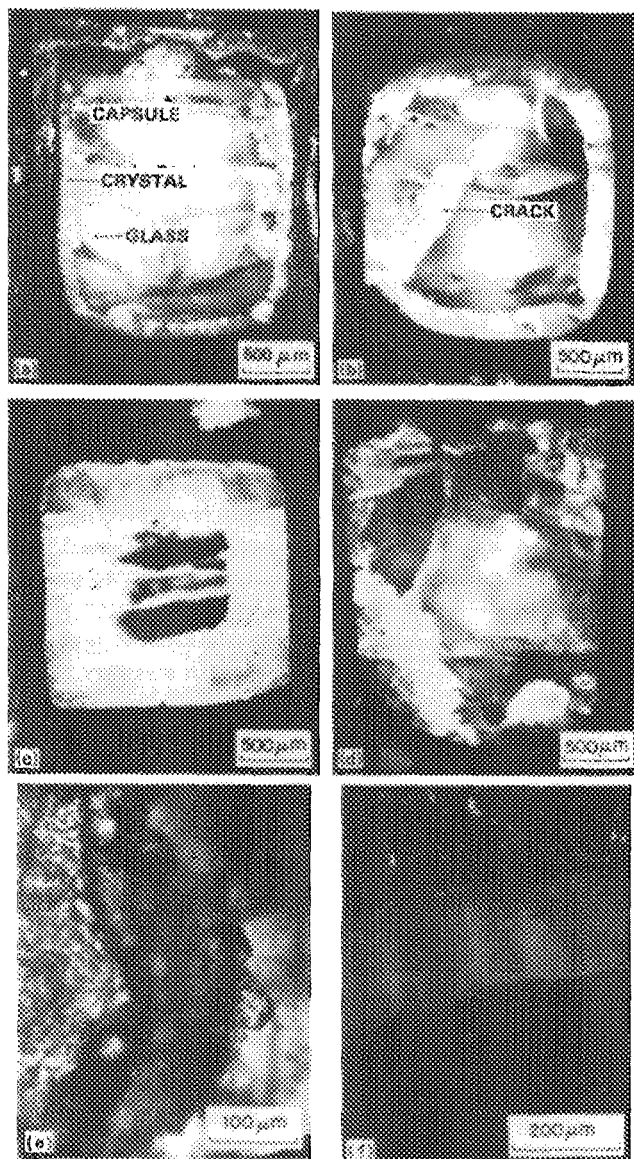 CAPSULE
CRYSTAL
GLASS
(a)
500 μm
CRACK
(b)
500 μm
(c)
500 μm
(d)
500 μm
(e)
100 μm
(f)
200 μm